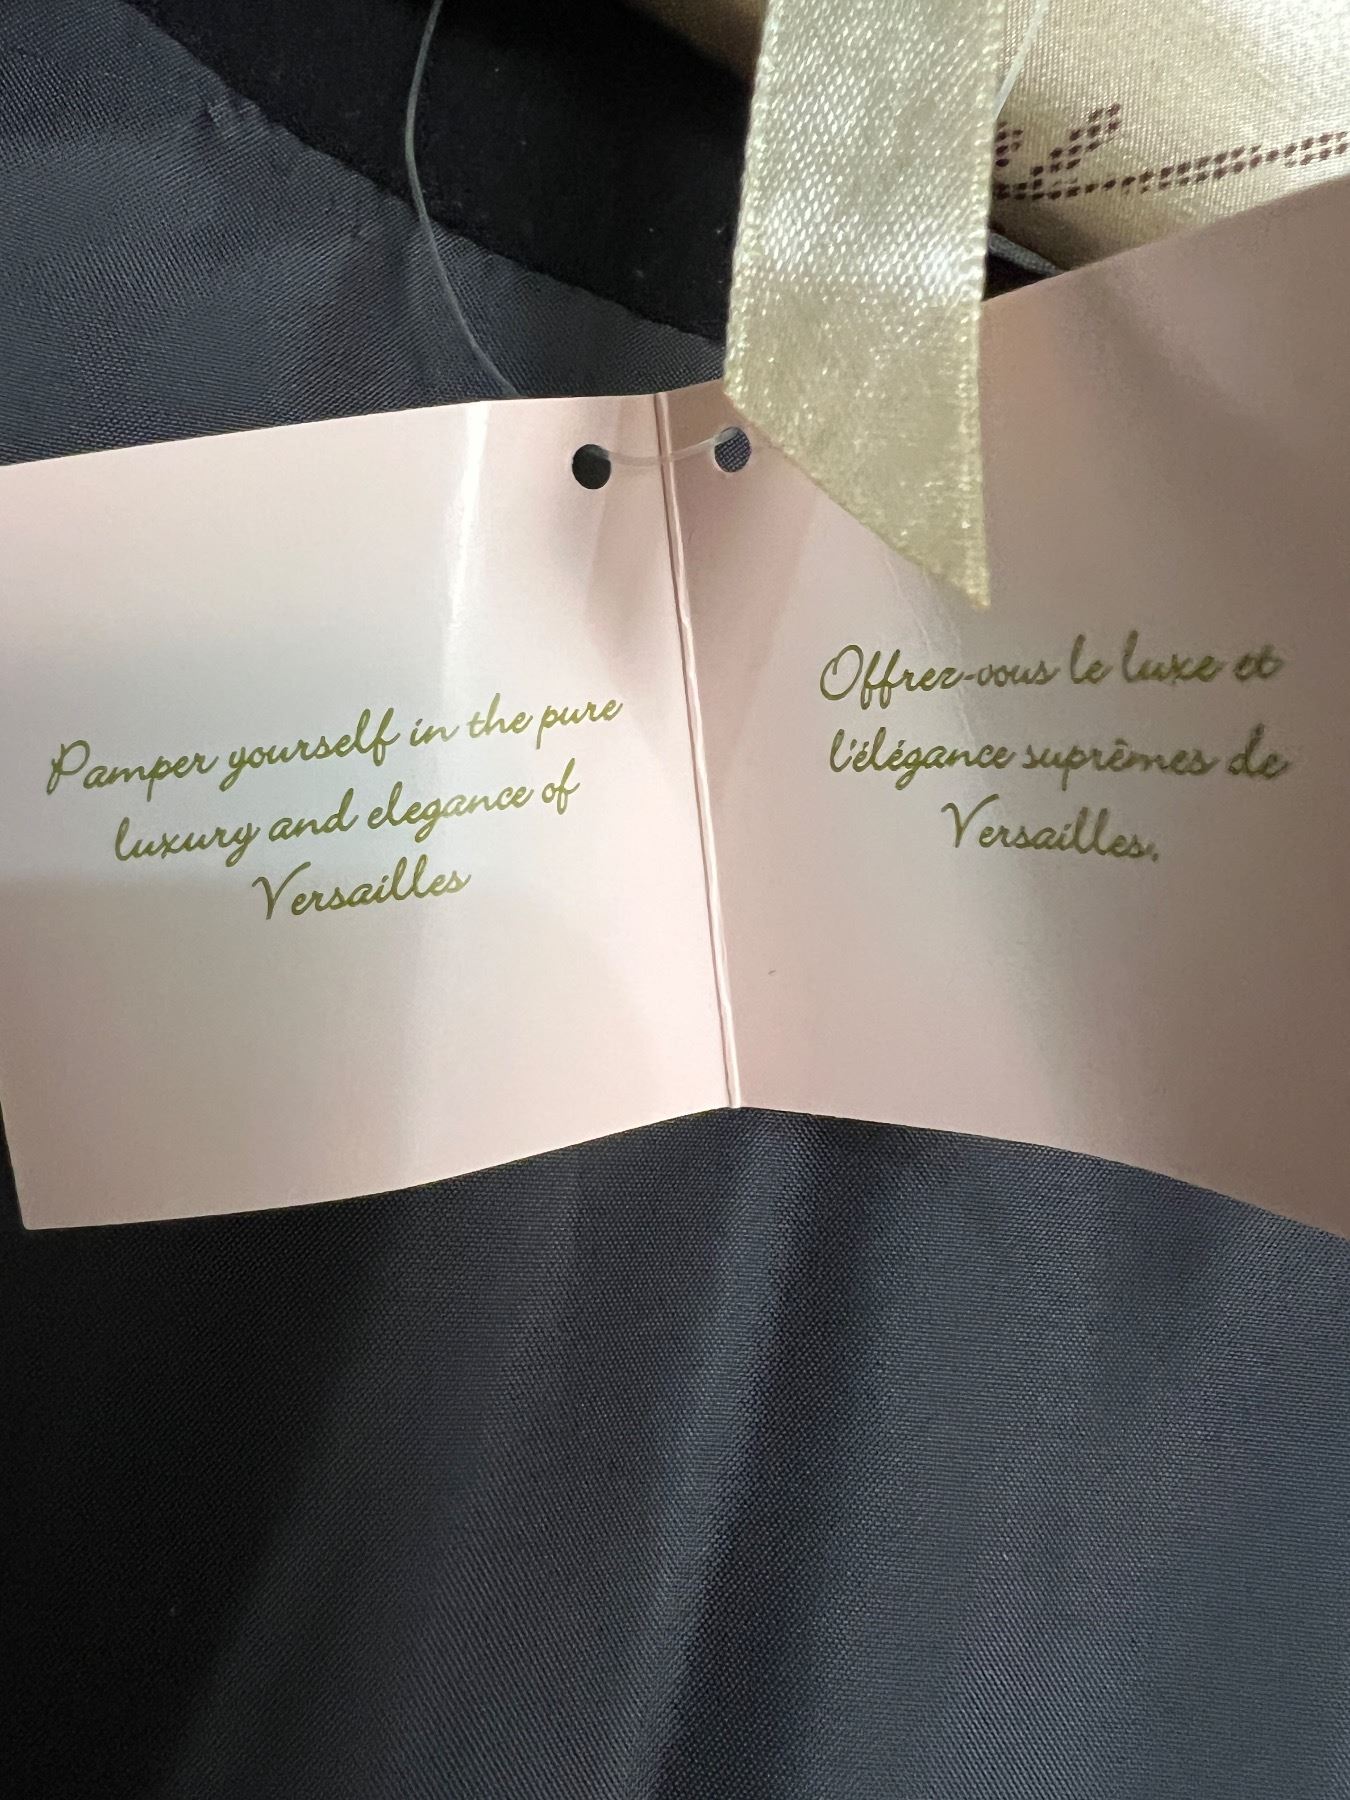 Pamper yourself in the pure
luxury and elegance of
Versailles
Offrez-vous le luxe et
l'élégance suprêmes de
Versailles.